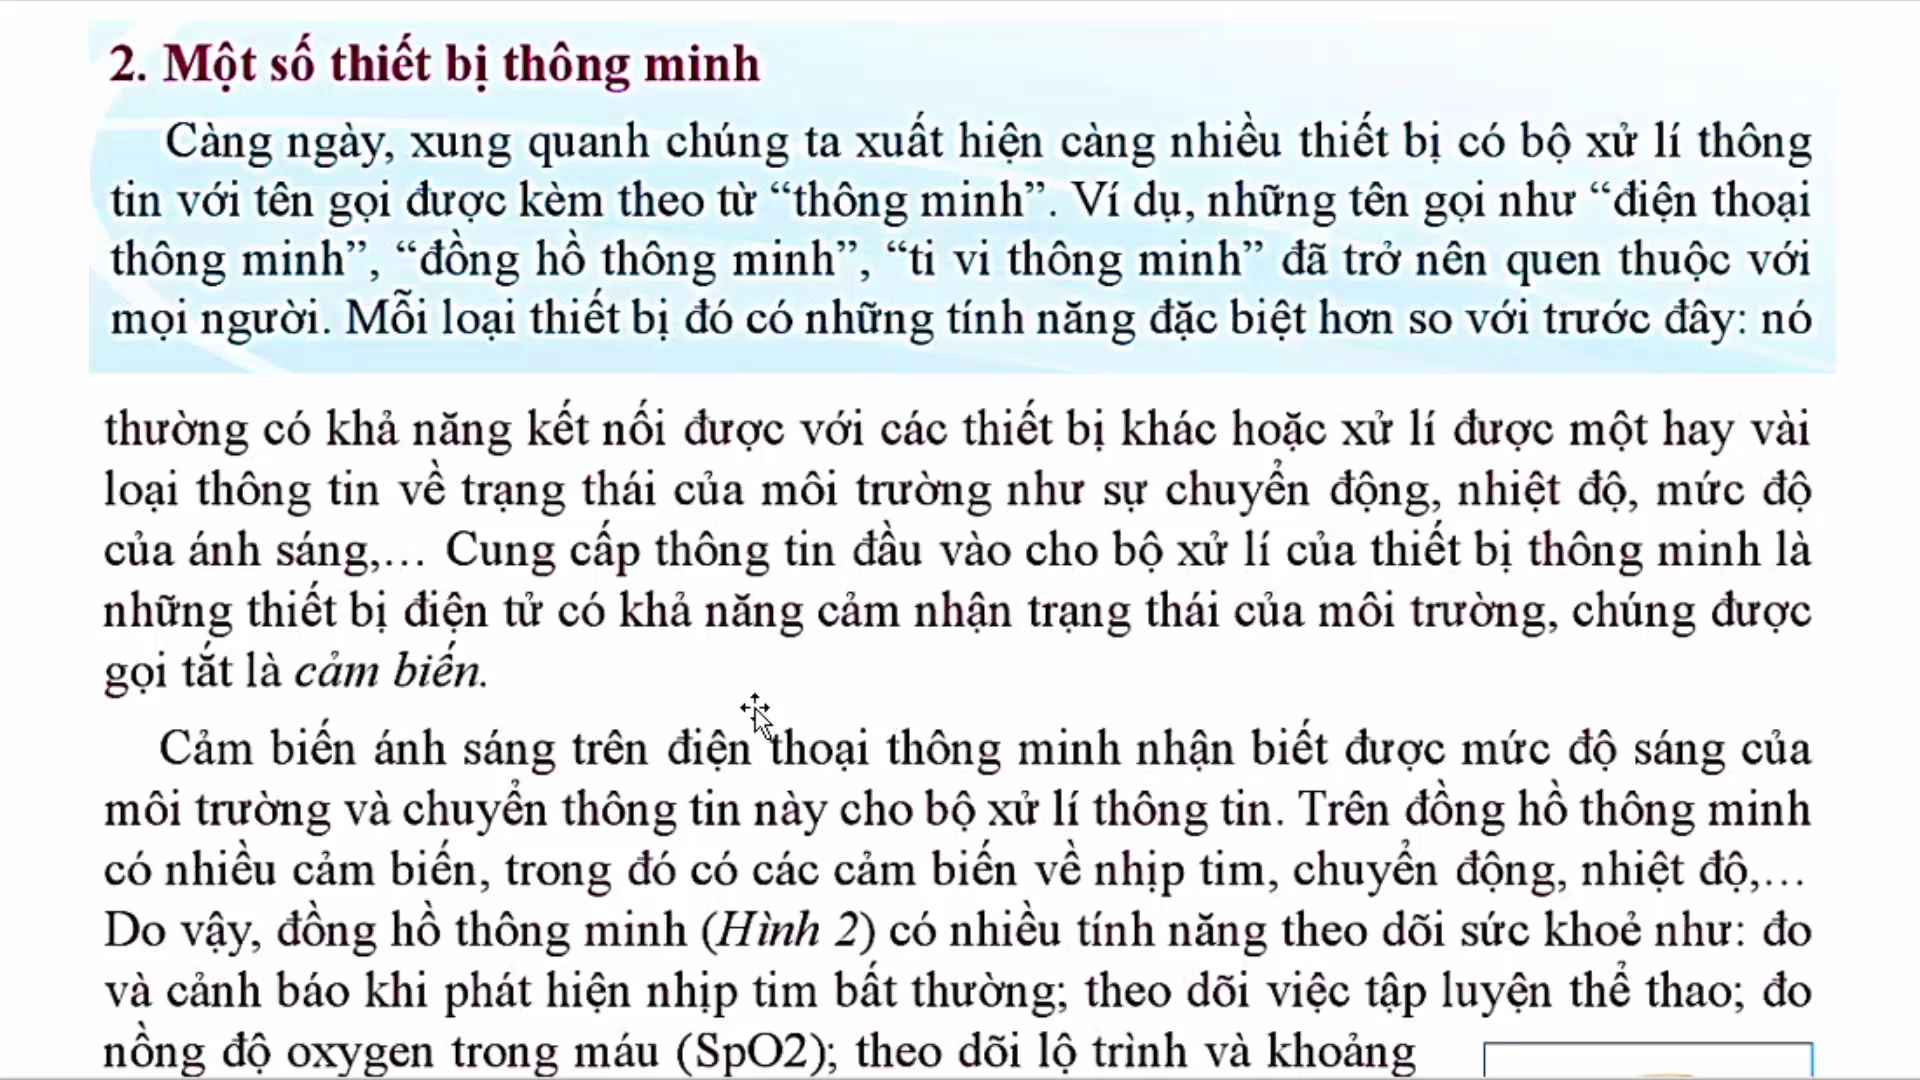 2. Một số thiết bị thông minh
Càng ngày, xung quanh chúng ta xuất hiện càng nhiều thiết bị có bộ xử lí thông
tin với tên gọi được kèm theo từ “thông minh”. Ví dụ, những tên gọi như “điện thoại
thông minh”, “đồng hồ thông minh”, “ti vi thông minh” đã trở nên quen thuộc với
mọi người. Mỗi loại thiết bị đó có những tính năng đặc biệt hơn so với trước đây: nó
thường có khả năng kết nối được với các thiết bị khác hoặc xử lí được một hay vài
loại thông tin về trạng thái của môi trường như sự chuyển động, nhiệt độ, mức độ
của ánh sáng,... Cung cấp thông tin đầu vào cho bộ xử lí của thiết bị thông minh là
những thiết bị điện tử có khả năng cảm nhận trạng thái của môi trường, chúng được
gọi tắt là cảm biến.
Cảm biến ánh sáng trên điện thoại thông minh nhận biết được mức độ sáng của
môi trường và chuyển thông tin này cho bộ xử lí thông tin. Trên đồng hồ thông minh
có nhiều cảm biến, trong đó có các cảm biến về nhịp tim, chuyển động, nhiệt độ,...
Do vậy, đồng hồ thông minh (Hình 2) có nhiều tính năng theo dõi sức khoẻ như: đo
và cảnh báo khi phát hiện nhịp tim bất thường; theo dõi việc tập luyện thể thao; đo
nồng độ oxygen trong máu (SpO2); theo dõi lộ trình và khoảng